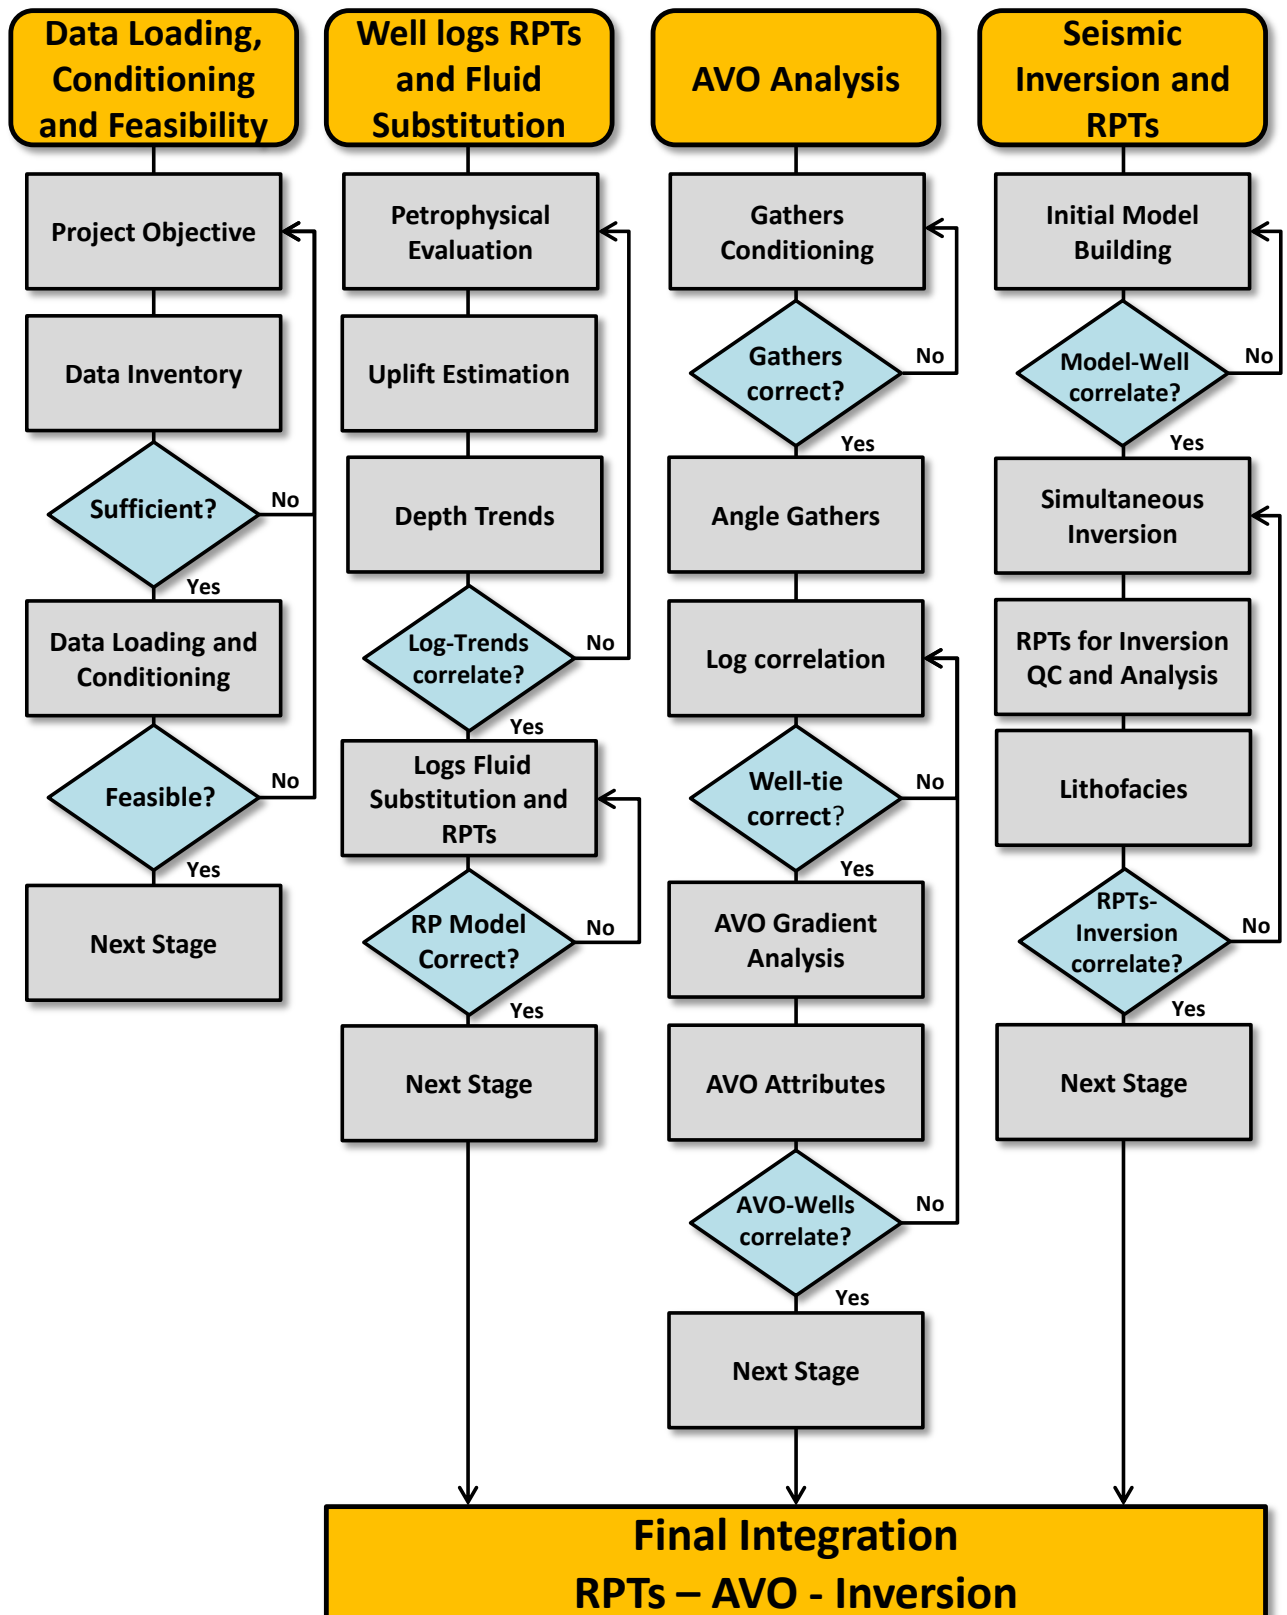 Data Loading,
Conditioning
and Feasibility
Project Objective
Data Inventory
Sufficient?
No
Yes
Data Loading and
Conditioning
Feasible?
No
Yes
Next Stage
Well logs RPTs
and Fluid
Substitution
Petrophysical
Evaluation
Uplift Estimation
Depth Trends
Log-Trends
correlate?
No
Yes
Logs Fluid
Substitution and
RPTs
RP Model
Correct?
No
Yes
Next Stage
AVO Analysis
Gathers
Conditioning
Gathers
correct?
No
Yes
Angle Gathers
Log correlation
Well-tie
correct?
No
Yes
AVO Gradient
Analysis
AVO Attributes
AVO-Wells
correlate?
No
Yes
Next Stage
Seismic
Inversion and
RPTs
Initial Model
Building
Model-Well
correlate?
No
Yes
Simultaneous
Inversion
RPTs for Inversion
QC and Analysis
Lithofacies
RPTs-
Inversion
correlate?
No
Yes
Next Stage
Final Integration
RPTs – AVO - Inversion